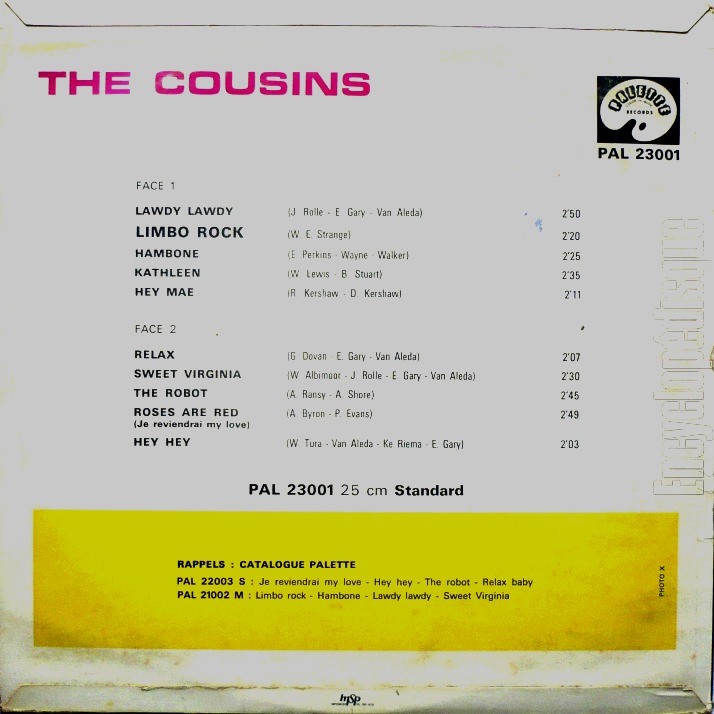 THE COUSINS
PALETTE
RECORDS
PAL 23001
FACE 1
LAWDY LAWDY (J. Rolle - E. Gary - Van Aleda) 2'50
LIMBO ROCK (W. E. Strange) 2'20
HAMBONE (E. Perkins - Wayne - Walker) 2'25
KATHLEEN (W. Lewis - B. Stuart) 2'35
HEY MAE (R. Kershaw - D. Kershaw) 2'11
FACE 2
RELAX (G. Dovan - E. Gary - Van Aleda) 2'07
SWEET VIRGINIA (W. Albimoor - J. Rolle - E. Gary - Van Aleda) 2'30
THE ROBOT (A. Ransy - A. Shore) 2'45
ROSES ARE RED (A. Byron - P. Evans) 2'49
(Je reviendrai my love)
HEY HEY (W. Tura - Van Aleda - Ke Riema - E. Gary) 2'03
PAL 23001 25 cm Standard
Encyclopédisque
RAPPELS : CATALOGUE PALETTE
PAL 22003 S : Je reviendrai my love - Hey hey - The robot - Relax baby
PAL 21002 M : Limbo rock - Hambone - Lawdy lawdy - Sweet Virginia
PHOTO X